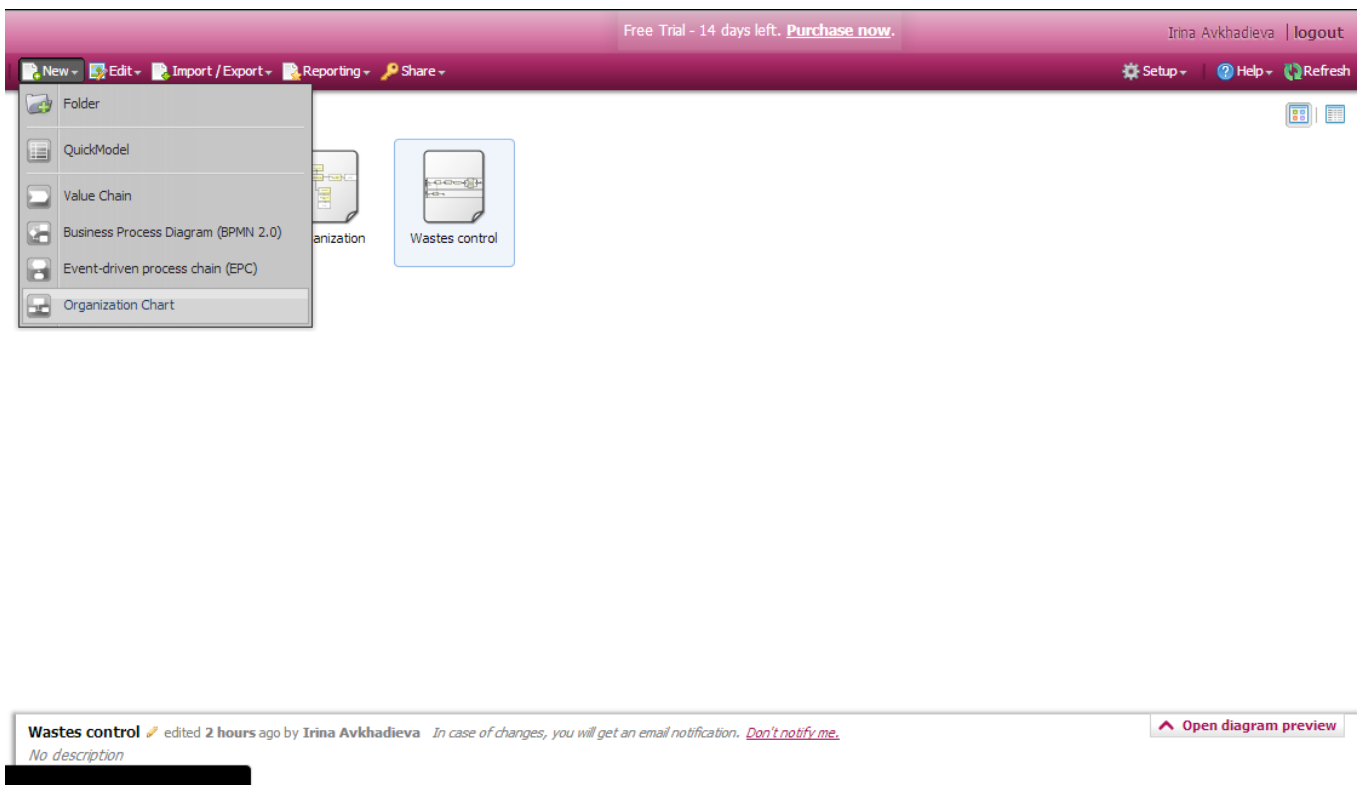 Free Trial - 14 days left. Purchase now.
Irina Avkhadieva | logout
New Edit Import / Export Reporting Share Setup Help Refresh
Folder
QuickModel
Value Chain
Business Process Diagram (BPMN 2.0)
Event-driven process chain (EPC)
Organization Chart
anization
Wastes control
Wastes control edited 2 hours ago by Irina Avkhadieva In case of changes, you will get an email notification. Don't notify me.
Open diagram preview
No description